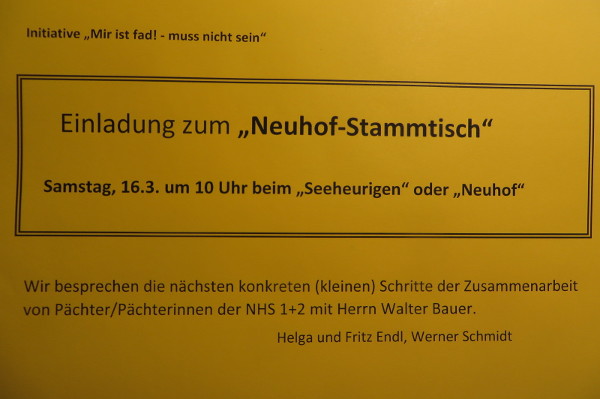 Initiative „Mir ist fad! - muss nicht sein“
Einladung zum „Neuhof-Stammtisch“
Samstag, 16.3. um 10 Uhr beim „Seeheurigen“ oder „Neuhof“
Wir besprechen die nächsten konkreten (kleinen) Schritte der Zusammenarbeit
von Pächter/Pächterinnen der NHS 1+2 mit Herrn Walter Bauer.
Helga und Fritz Endl, Werner Schmidt